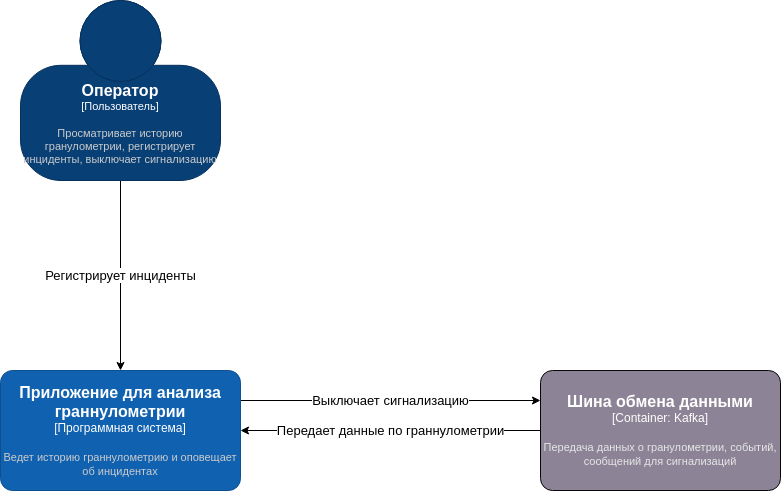 Оператор
[Пользователь]
Просматривает историю
гранулометрии, регистрирует
инциденты, выключает сигнализацию
Регистрирует инциденты
Приложение для анализа
граннулометрии
[Программная система]
Ведет историю граннулометрию и оповещает
об инцидентах
Выключает сигнализацию
Передает данные по граннулометрии
Шина обмена данными
[Container: Kafka]
Передача данных о гранулометрии, событий,
сообщений для сигнализаций